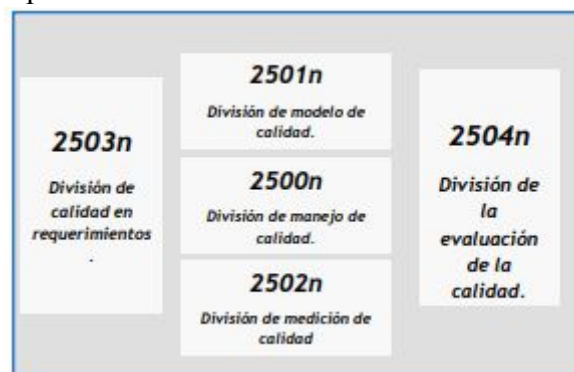 2503n
División de
calidad en
requerimientos
.
2501n
División de modelo de
calidad.
2500n
División de manejo de
calidad.
2502n
División de medición de
calidad
2504n
División de
la
evaluación
de la
calidad.